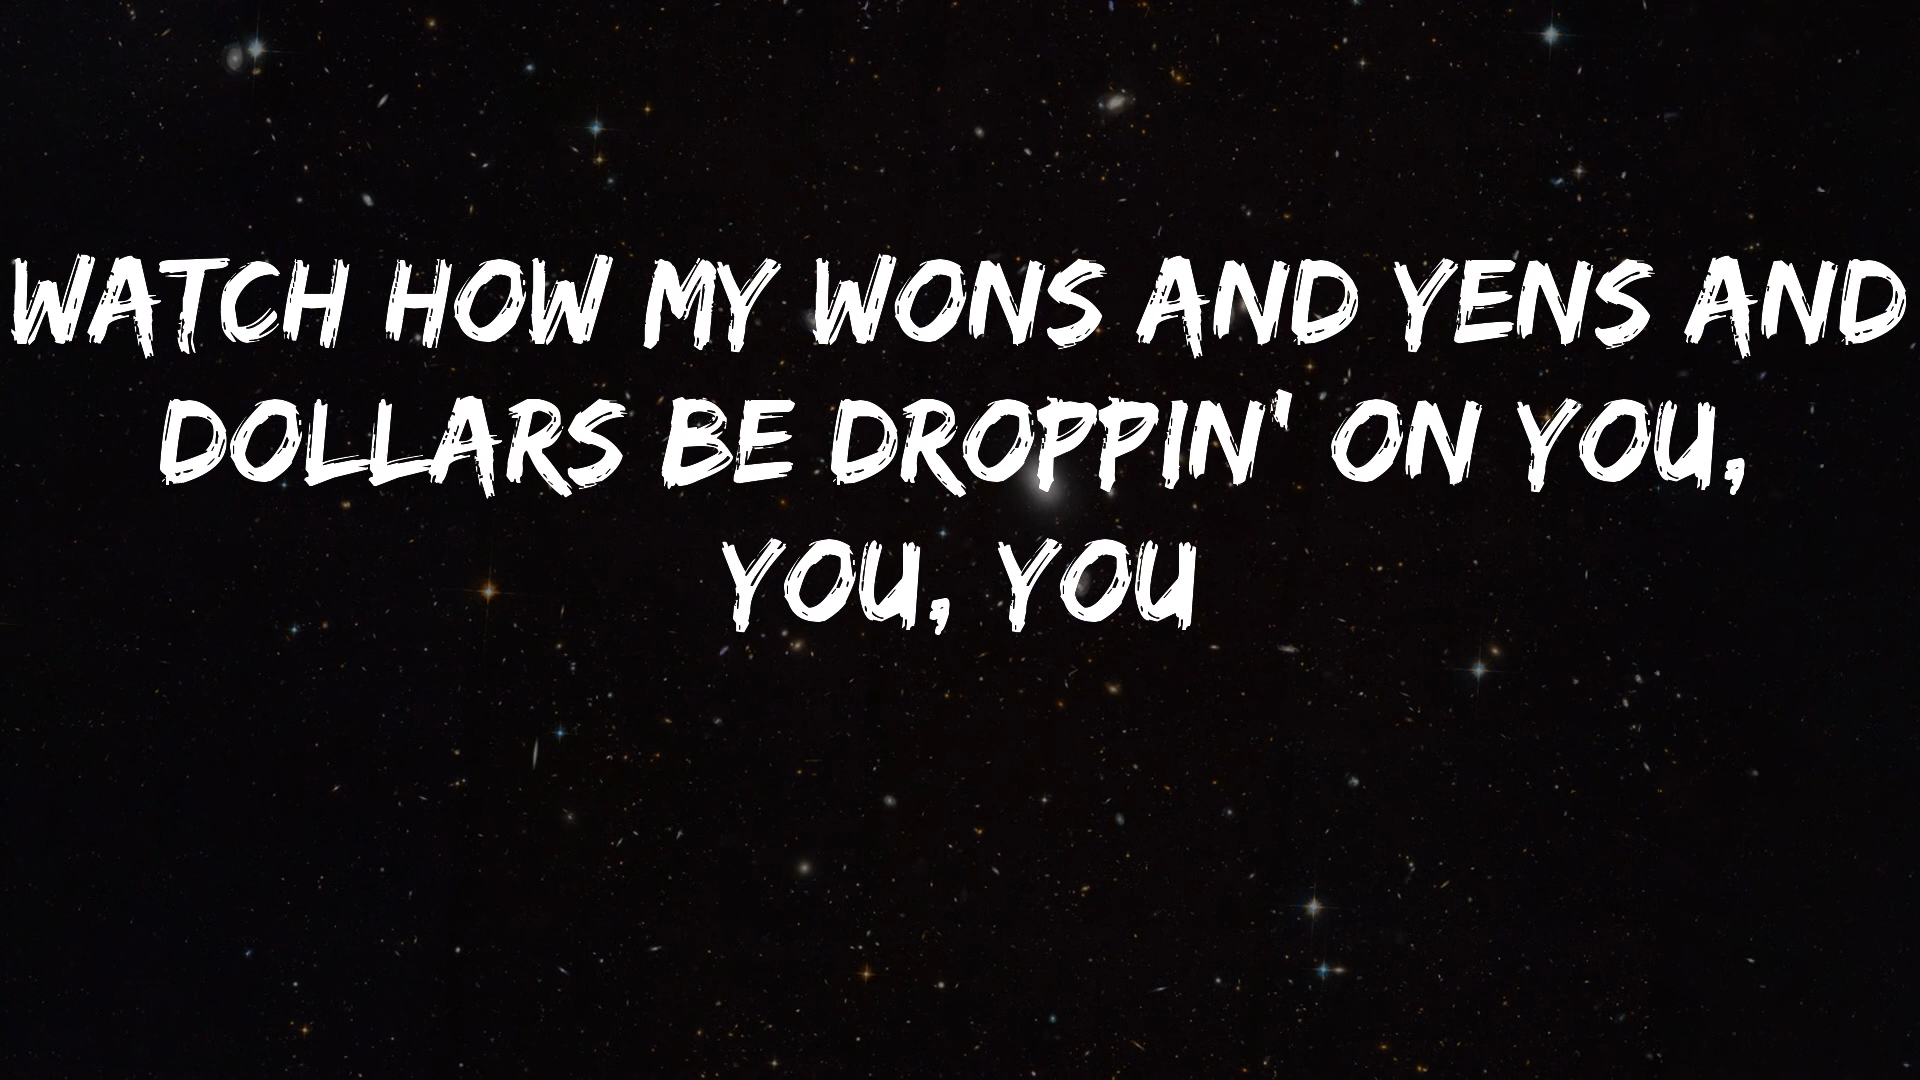 WATCH HOW MY WONS AND YENS AND
DOLLARS BE DROPPIN' ON YOU,
YOU, YOU